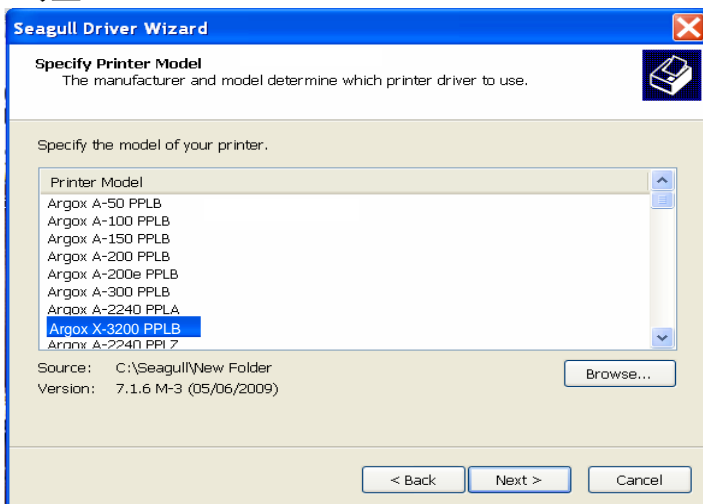 Seagull Driver Wizard
Specify Printer Model
The manufacturer and model determine which printer driver to use.
Specify the model of your printer.
Printer Model
Argox A-50 PPLB
Argox A-100 PPLB
Argox A-150 PPLB
Argox A-200 PPLB
Argox A-200e PPLB
Argox A-300 PPLB
Argox A-2240 PPLA
Argox X-3200 PPLB
Argox A-2240 PPLZ
Source: C:\Seagull\New Folder
Browse...
Version: 7.1.6 M-3 (05/06/2009)
< Back Next > Cancel